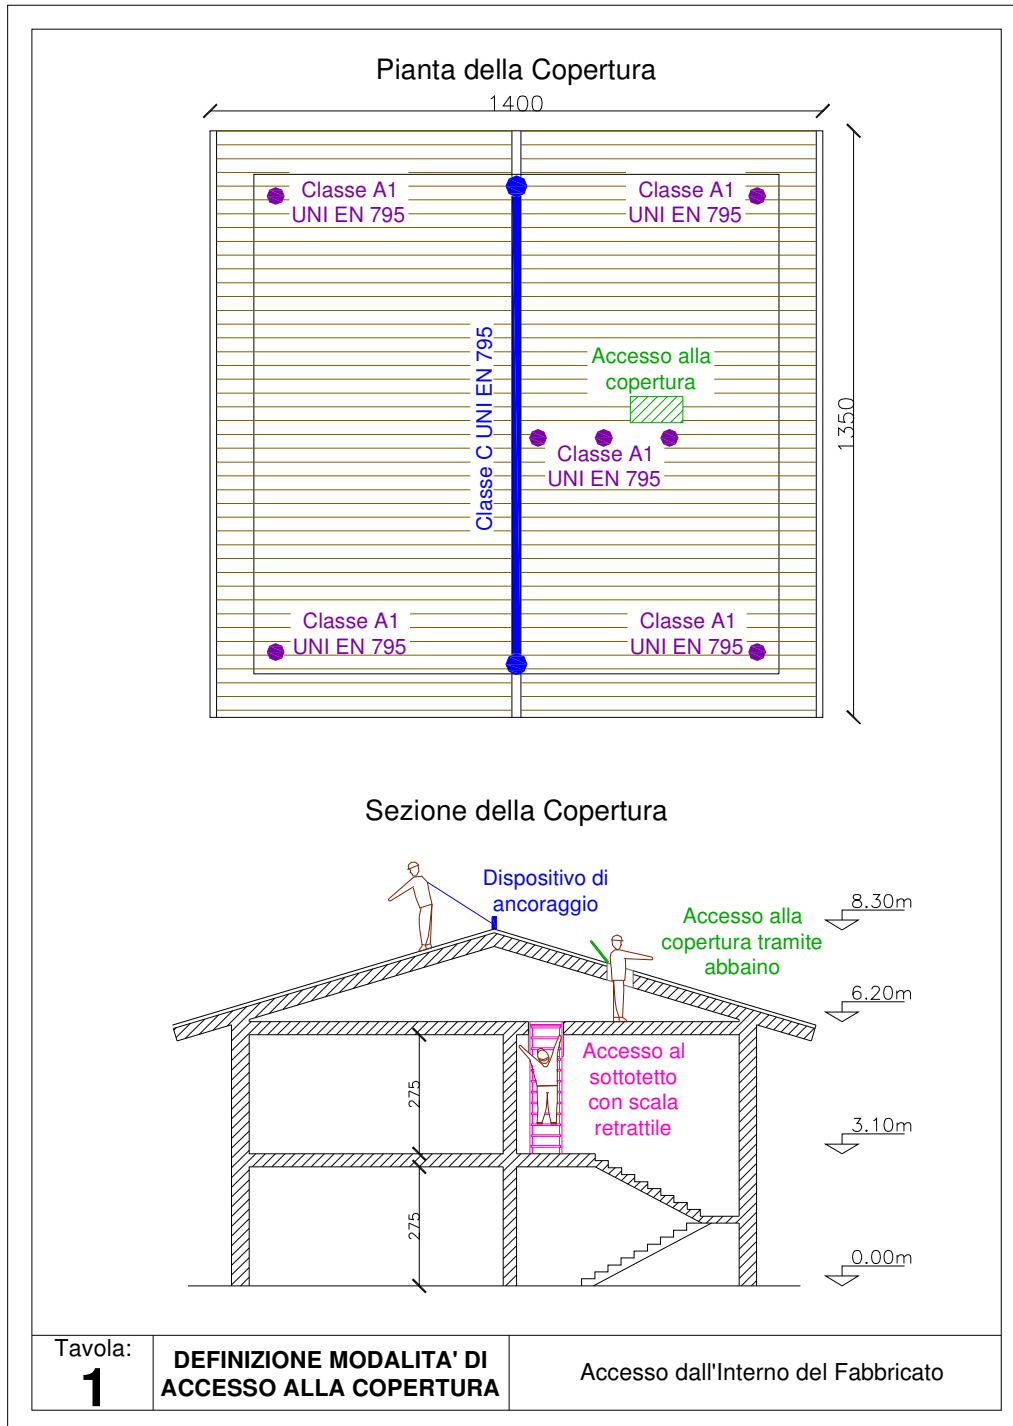 Pianta della Copertura
1400
Classe A1
UNI EN 795
Classe A1
UNI EN 795
Classe C UNI EN 795
Accesso alla
copertura
1350
Classe A1
UNI EN 795
Classe A1
UNI EN 795
Classe A1
UNI EN 795
Sezione della Copertura
Dispositivo di
ancoraggio
8.30m
Accesso alla
copertura tramite
abbaino
6.20m
Accesso al
sottotetto
con scala
retrattile
275
3.10m
275
0.00m
Tavola:
1
DEFINIZIONE MODALITA' DI
ACCESSO ALLA COPERTURA
Accesso dall'Interno del Fabbricato